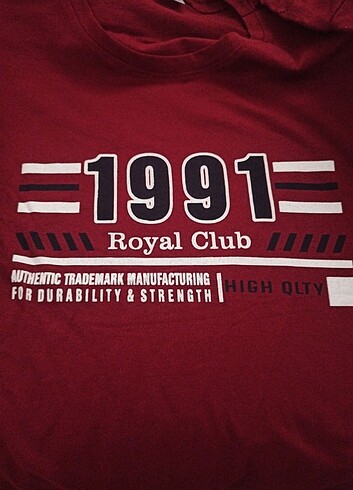 1991
Royal Club
AUTHENTIC TRADEMARK MANUFACTURING
FOR DURABILITY & STRENGTH
HIGH QLTY